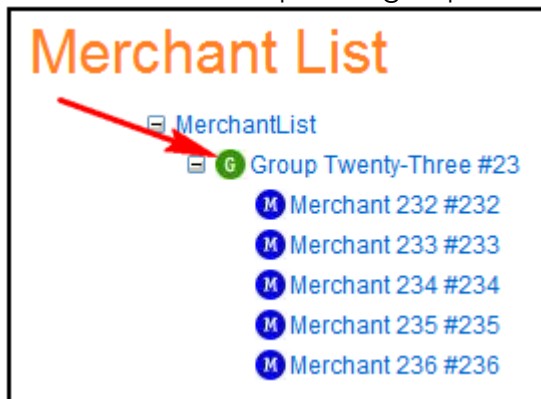 Merchant List
MerchantList
G Group Twenty-Three #23
M Merchant 232 #232
M Merchant 233 #233
M Merchant 234 #234
M Merchant 235 #235
M Merchant 236 #236